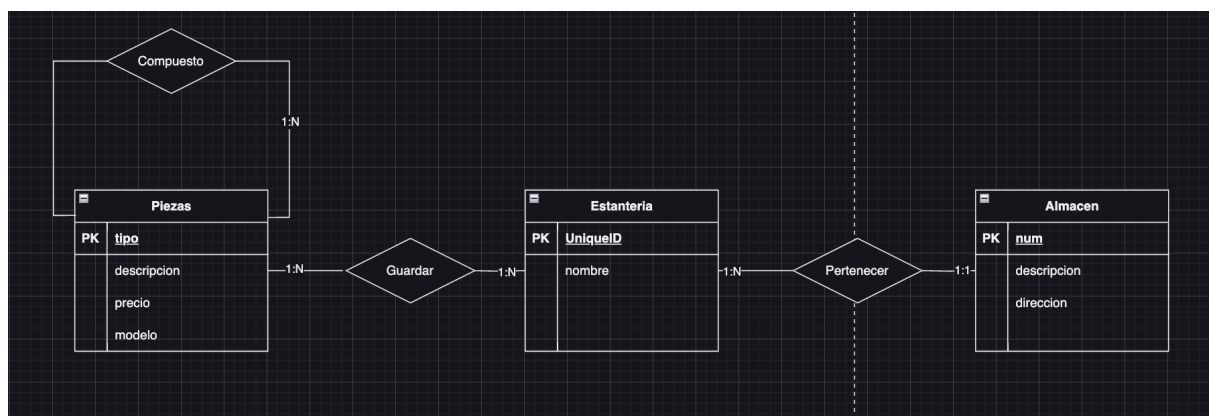 Compuesto
1:N
Piezas
PK tipo
descripcion
precio
modelo
1:N
Guardar
1:N
Estanteria
PK UniqueID
nombre
1:N
Pertenecer
1:1
Almacen
PK num
descripcion
direccion